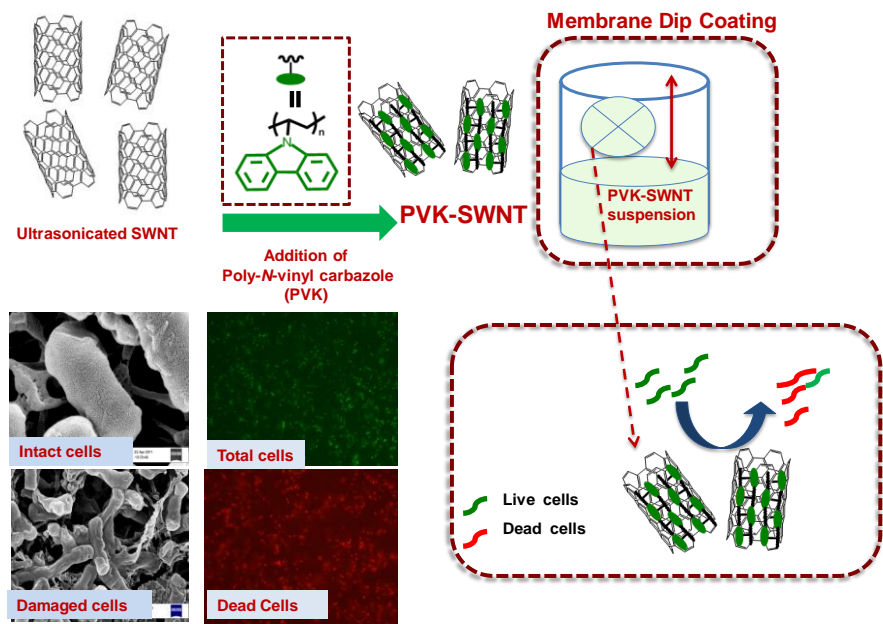 Membrane Dip Coating
n
N
PVK-SWNT
suspension
PVK-SWNT
Ultrasonicated SWNT
Addition of
Poly-N-vinyl carbazole
(PVK)
Intact cells
Total cells
Live cells
Dead cells
Damaged cells
Dead Cells